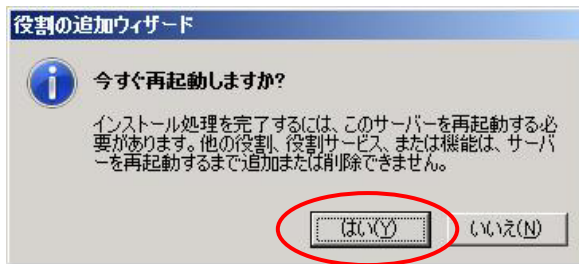 役割の追加ウィザード
今すぐ再起動しますか?
インストール処理を完了するには、このサーバーを再起動する必
要があります。他の役割、役割サービス、または機能は、サーバ
ーを再起動するまで追加または削除できません。
はい(Y) いいえ(N)